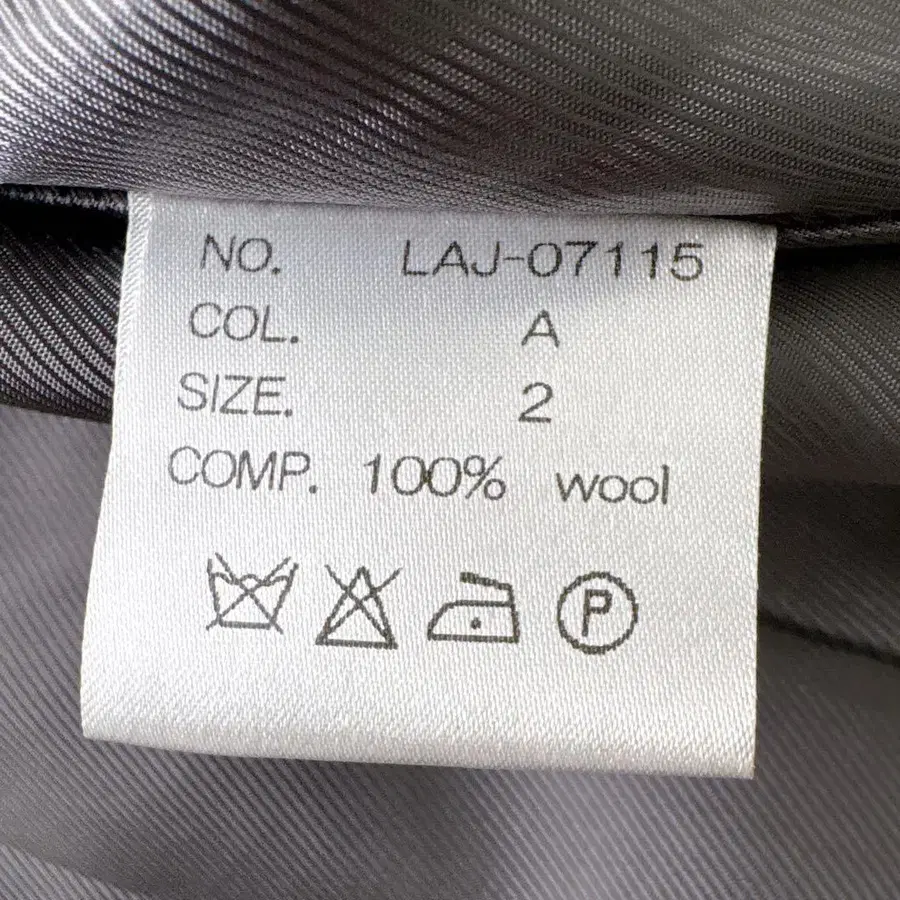 NO. LAJ-07115
COL. A
SIZE. 2
COMP. 100% wool
P